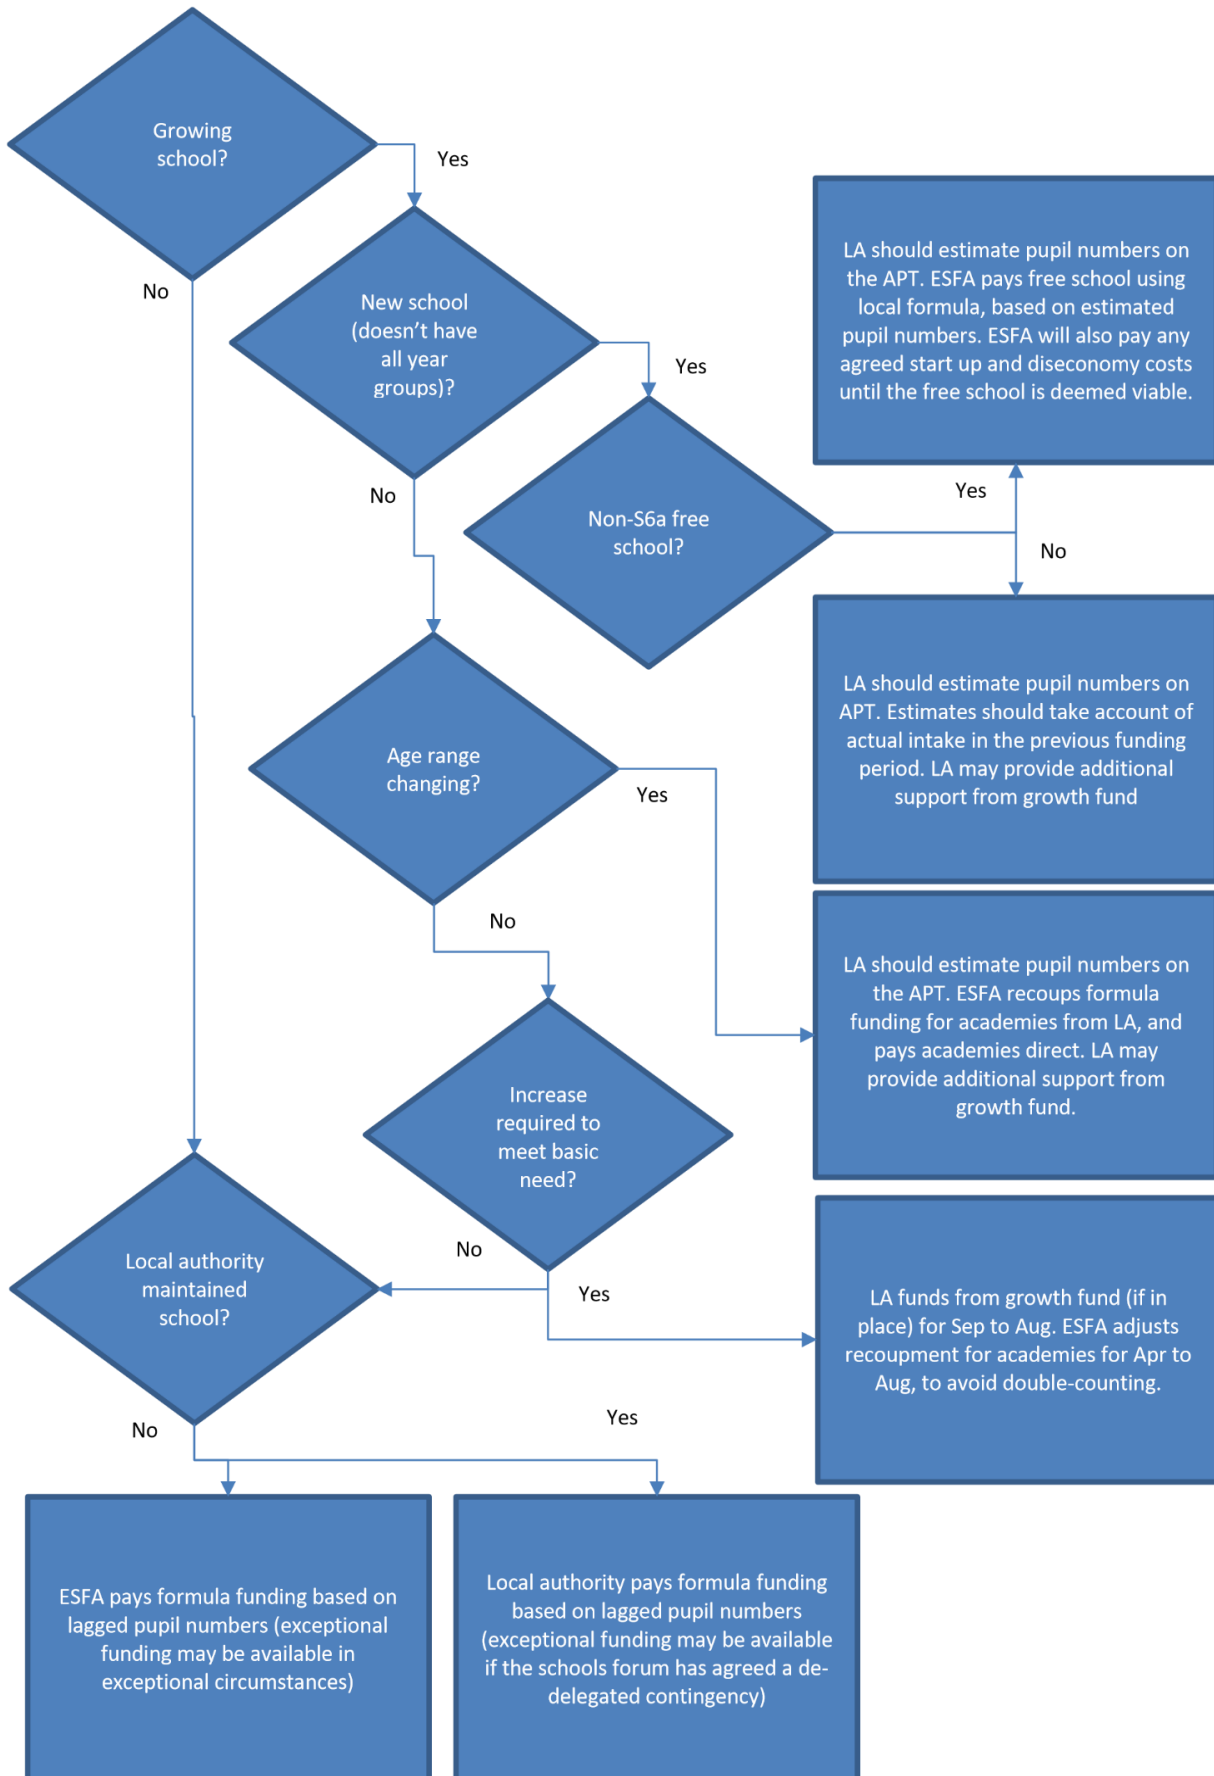 Growing
school?
Yes
No
New school
(doesn't have
all year
groups)?
Yes
No
LA should estimate pupil numbers on
the APT. ESFA pays free school using
local formula, based on estimated
pupil numbers. ESFA will also pay any
agreed start up and diseconomy costs
until the free school is deemed viable.
Non-S6a free
school?
Yes
No
LA should estimate pupil numbers on
APT. Estimates should take account of
actual intake in the previous funding
period. LA may provide additional
support from growth fund
Age range
changing?
Yes
No
LA should estimate pupil numbers on
the APT. ESFA recoups formula
funding for academies from LA, and
pays academies direct. LA may
provide additional support from
growth fund.
Increase
required to
meet basic
need?
No
Yes
LA funds from growth fund (if in
place) for Sep to Aug. ESFA adjusts
recoupment for academies for Apr to
Aug, to avoid double-counting.
Local authority
maintained
school?
No
Yes
ESFA pays formula funding based on
lagged pupil numbers (exceptional
funding may be available in
exceptional circumstances)
Local authority pays formula funding
based on lagged pupil numbers
(exceptional funding may be available
if the schools forum has agreed a de-
delegated contingency)